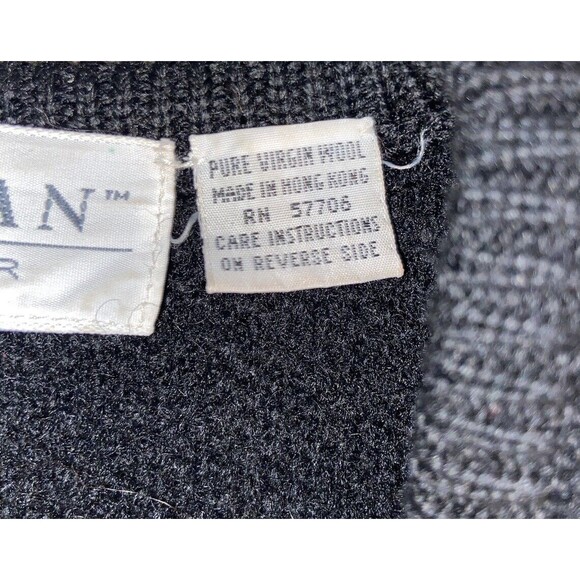 AN™
R
PURE VIRGIN WOOL
MADE IN HONG KONG
RN 57706
CARE INSTRUCTIONS
ON REVERSE SIDE